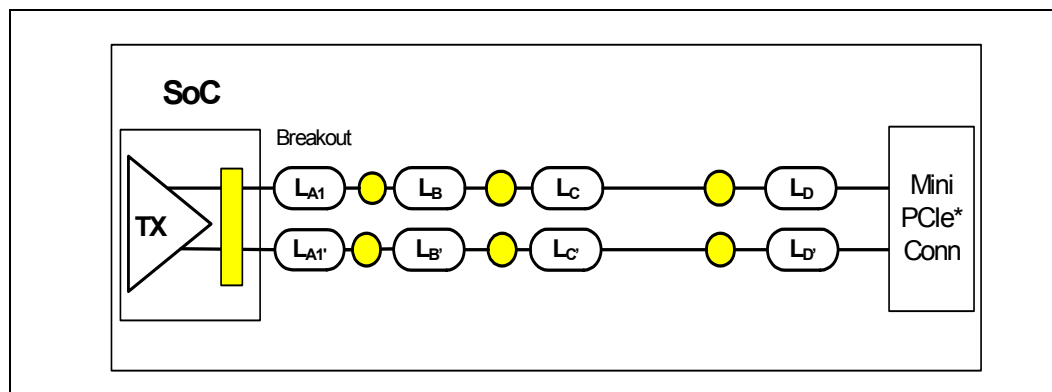 SoC
Breakout
TX
LA1 LB LC LD
LA1' LB' LC' LD'
Mini
PCIe*
Conn